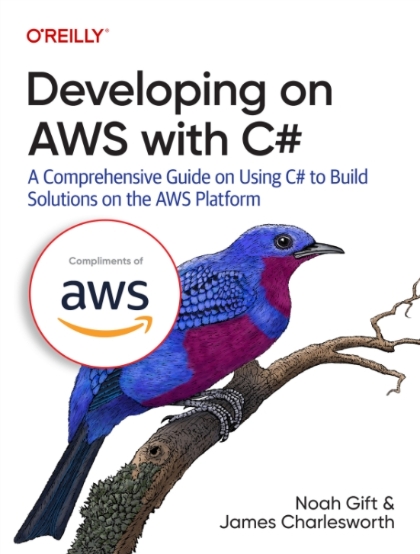 O'REILLY®
Developing on
AWS with C#
A Comprehensive Guide on Using C# to Build
Solutions on the AWS Platform
Compliments of
aws
Noah Gift &
James Charlesworth